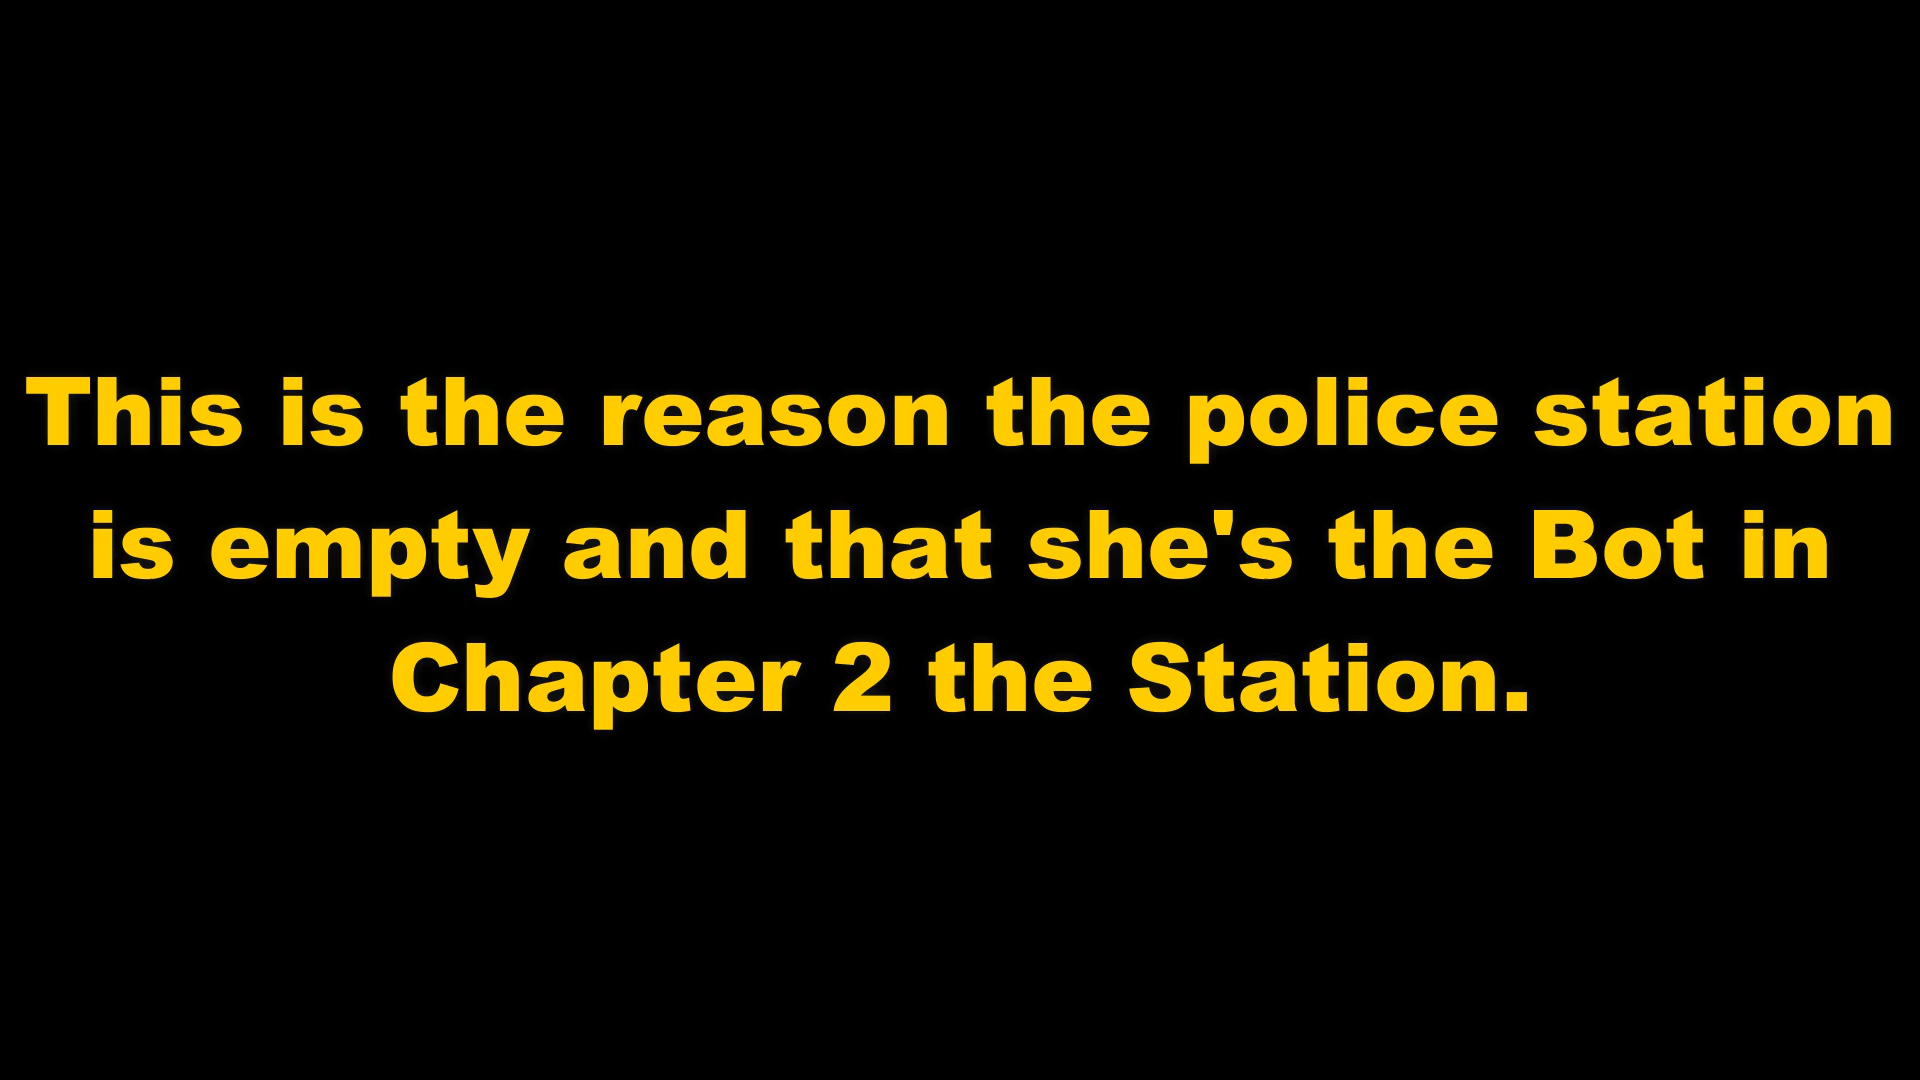 This is the reason the police station
is empty and that she's the Bot in
Chapter 2 the Station.